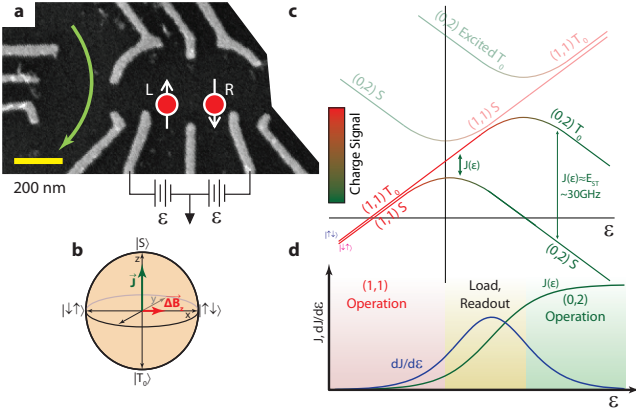 a
L
R
200 nm
ε
ε
b
|S⟩
z
J
y
ΔB
x
|↓↑⟩
|↑↓⟩
|T₀⟩
c
Charge Signal
(0,2) Excited T₀
(0,2) S
(1,1) T₀
(1,1) S
(0,2) T₀
J(ε)
J(ε)≈E_ST
~30GHz
(1,1) T₀
(1,1) S
|↑↓⟩
|↓↑⟩
(0,2) S
ε
d
J, dJ/dε
(1,1)
Operation
Load,
Readout
J(ε)
(0,2)
Operation
dJ/dε
ε